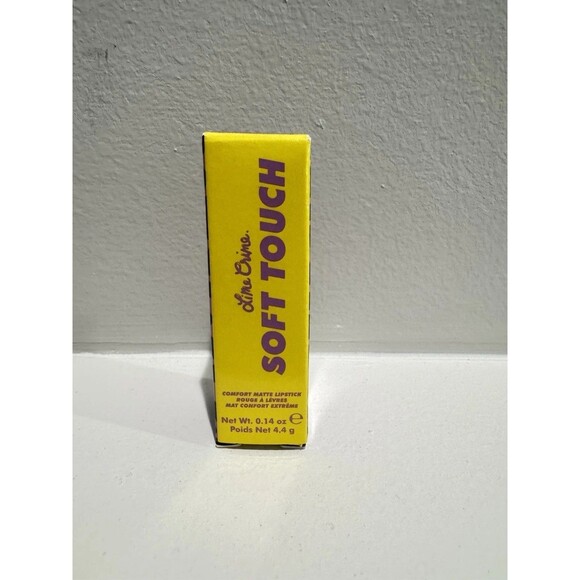 Lime Crime.
SOFT TOUCH
COMFORT MATTE LIPSTICK
ROUGE À LÈVRES
MAT CONFORT EXTRÊME
Net Wt. 0.14 oz e
Poids Net 4.4 g